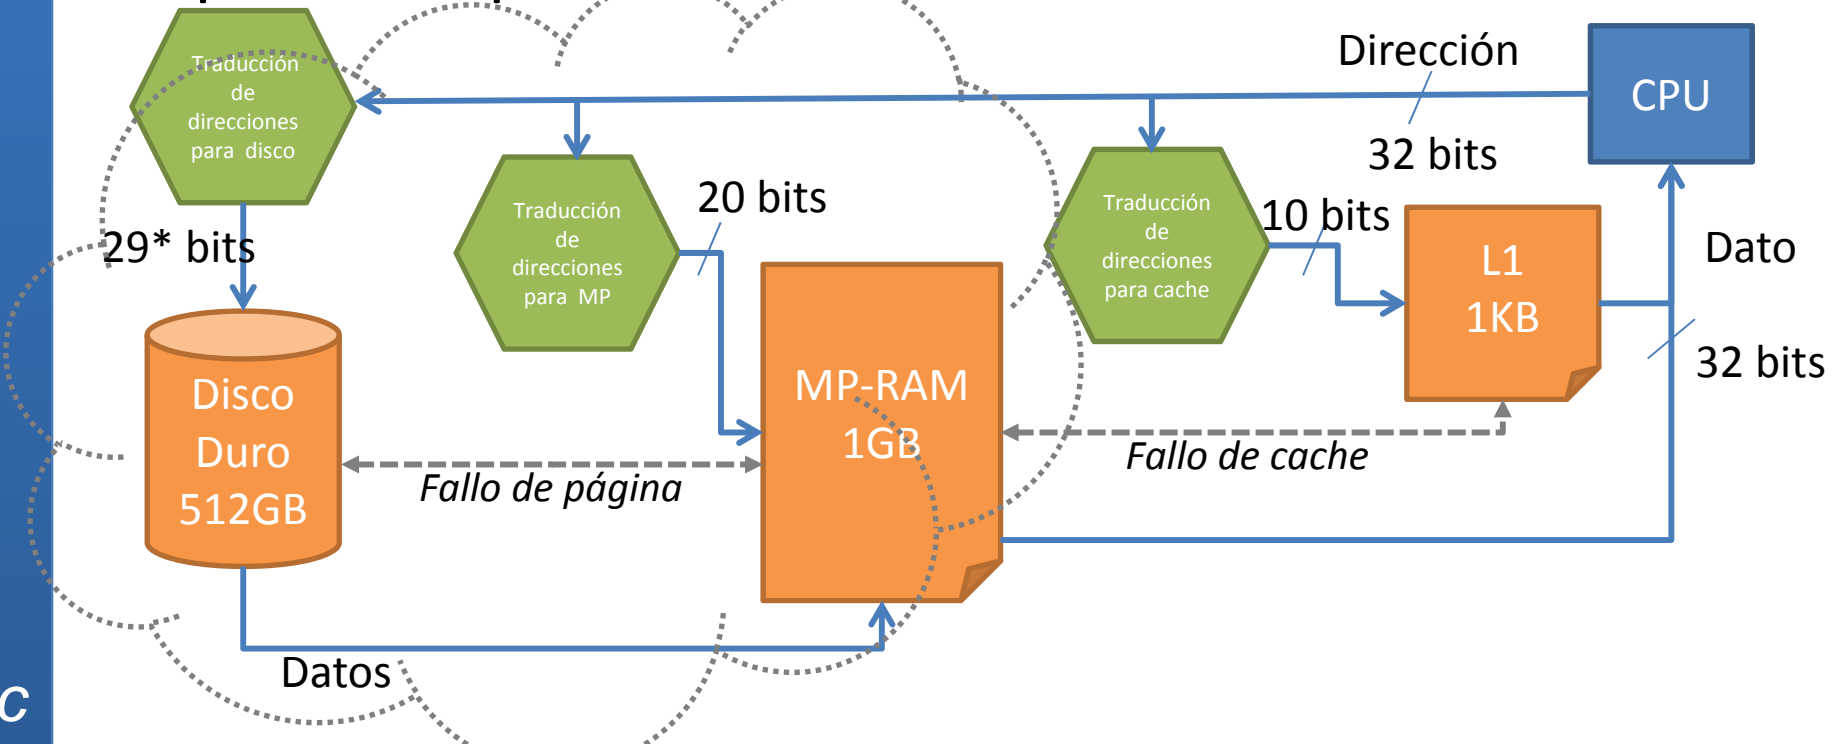 Dirección
CPU
32 bits
Traducción
de
direcciones
para disco
29* bits
Traducción
de
direcciones
para MP
20 bits
Traducción
de
direcciones
para cache
10 bits
L1
1KB
Dato
32 bits
Disco
Duro
512GB
MP-RAM
1GB
Fallo de página
Fallo de cache
Datos
c